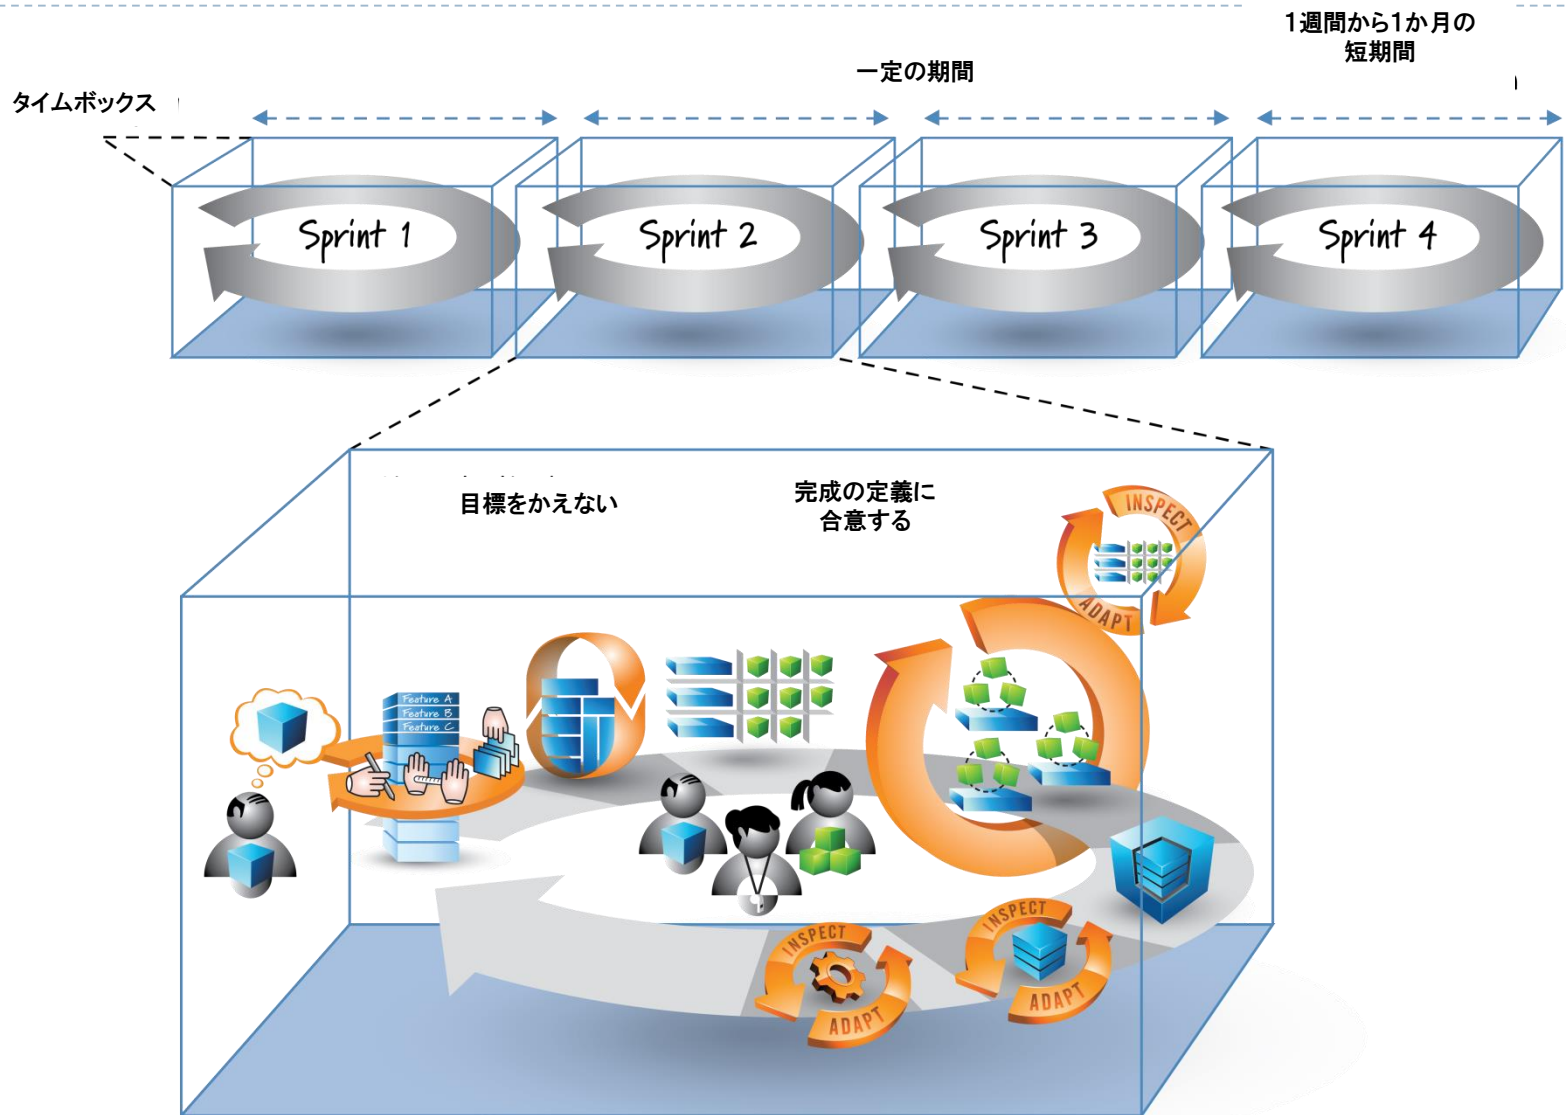 1週間から1か月の
短期間
一定の期間
タイムボックス
Sprint 1
Sprint 2
Sprint 3
Sprint 4
目標をかえない
完成の定義に
合意する
INSPECT
ADAPT
Feature A
Feature B
Feature C
INSPECT
ADAPT
INSPECT
ADAPT